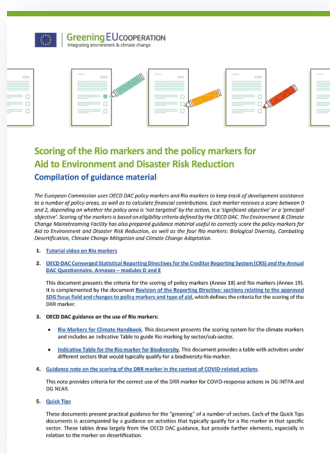 Greening EU COOPERATION
Integrating environment & climate change
Scoring of the Rio markers and the policy markers for
Aid to Environment and Disaster Risk Reduction
Compilation of guidance material
The European Commission uses OECD DAC policy markers and Rio markers to keep track of development assistance
to a number of policy areas, as well as to calculate financial contributions. Each marker receives a score between 0
and 2, depending on whether the policy area is 'not targeted' by the action, is a 'significant objective' or a 'principal
objective'. Scoring of the markers is based on eligibility criteria defined by the OECD DAC. The Environment & Climate
Change Mainstreaming Facility has also prepared guidance material useful to correctly score the policy markers for
Aid to Environment and Disaster Risk Reduction, as well as the four Rio markers: Biological Diversity, Combating
Desertification, Climate Change Mitigation and Climate Change Adaptation.
1. Tutorial video on Rio markers
2. OECD DAC Converged Statistical Reporting Directives for the Creditor Reporting System (CRS) and the Annual
DAC Questionnaire. Annexes – modules D and E
This document presents the criteria for the scoring of policy markers (Annex 18) and Rio markers (Annex 19).
It is complemented by the document Revision of the Reporting Directive: sections relating to the approved
SDG focus field and changes to policy markers and type of aid, which defines the criteria for the scoring of the
DRR marker.
3. OECD DAC guidance on the use of Rio markers:
• Rio Markers for Climate Handbook. This document presents the scoring system for the climate markers
and includes an Indicative Table to guide Rio marking by sector/sub-sector.
• Indicative Table for the Rio marker for Biodiversity. This document provides a table with activities under
different sectors that would typically qualify for a biodiversity Rio marker.
4. Guidance note on the scoring of the DRR marker in the context of COVID-related actions.
This note provides criteria for the correct use of the DRR marker for COVID-response actions in DG INTPA and
DG NEAR.
5. Quick Tips
These documents present practical guidance for the "greening" of a number of sectors. Each of the Quick Tips
documents is accompanied by a guidance on activities that typically qualify for a Rio Marker in that specific
sector. These tables draw largely from the OECD DAC guidance, but provide further elements, especially in
relation to the marker on desertification.